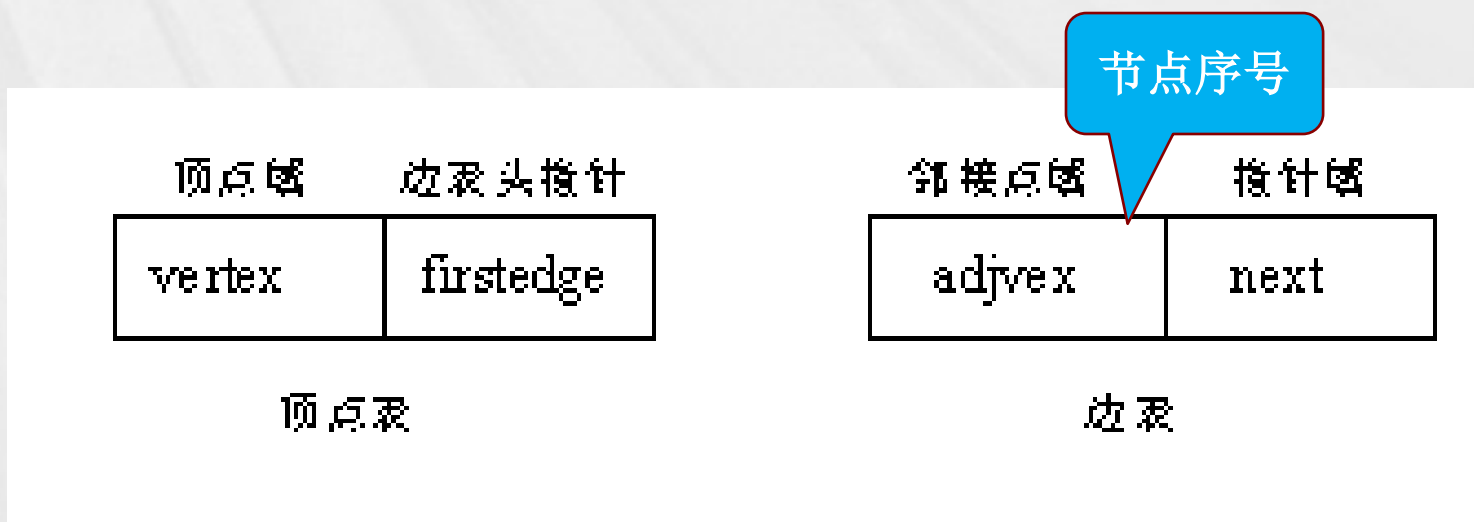 节点序号
顶点域 边表头指针 邻接点域 指针域
vertex firstedge adjvex next
顶点表 边表